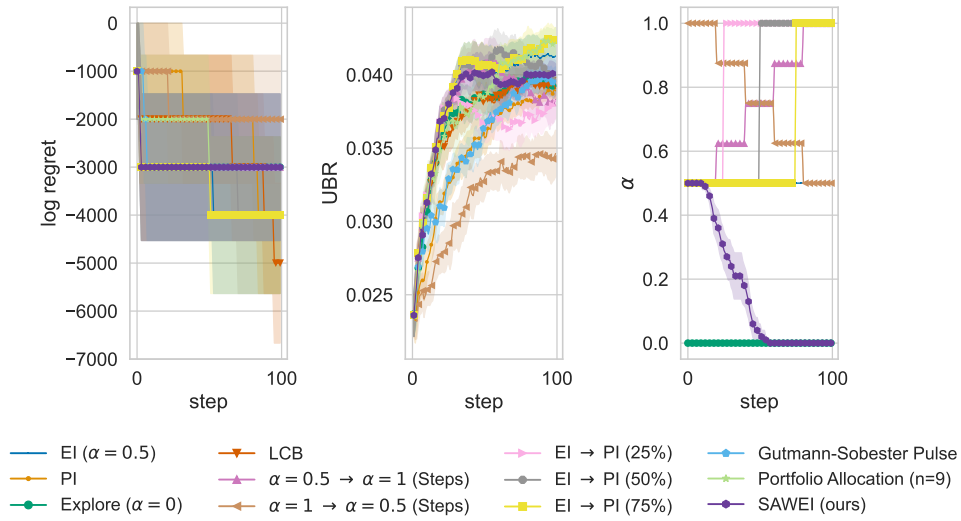 −0
−1000
−2000
−3000
−4000
−5000
−6000
−7000
log regret
0
100
step
0.040
0.035
0.030
0.025
UBR
0
100
step
1.0
0.8
0.6
0.4
0.2
0.0
α
0
100
step
EI (α = 0.5)
PI
Explore (α = 0)
LCB
α = 0.5 → α = 1 (Steps)
α = 1 → α = 0.5 (Steps)
EI → PI (25%)
EI → PI (50%)
EI → PI (75%)
Gutmann-Sobester Pulse
Portfolio Allocation (n=9)
SAWEI (ours)